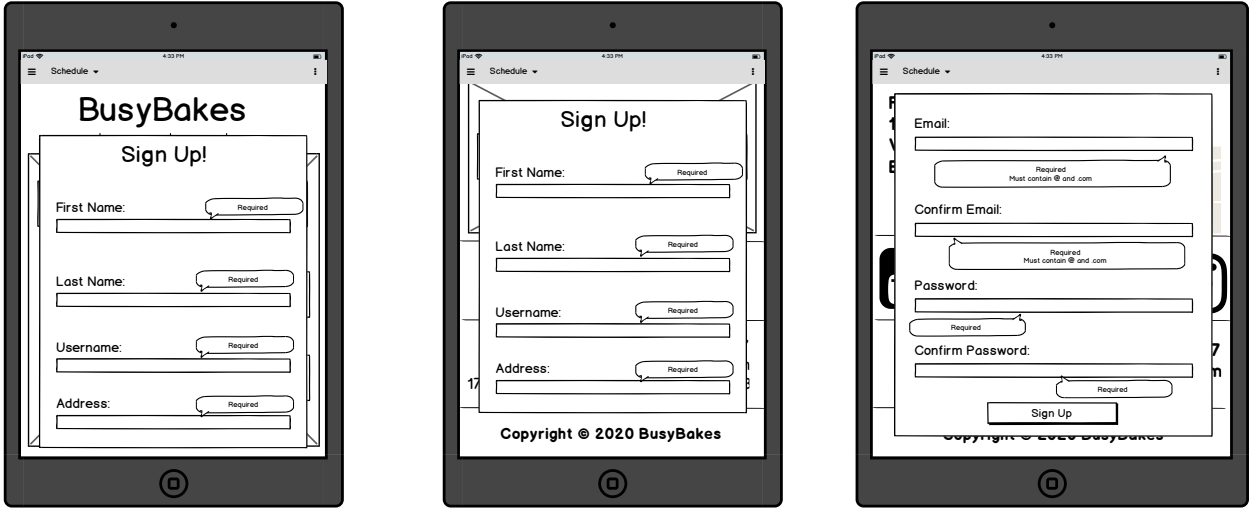 iPad 4:33 PM
Schedule
BusyBakes
Sign Up!
First Name:
Required
Last Name:
Required
Username:
Required
Address:
Required
iPad 4:33 PM
Schedule
Sign Up!
First Name:
Required
Last Name:
Required
Username:
Required
Address:
Required
17
Copyright © 2020 BusyBakes
iPad 4:33 PM
Schedule
Email:
Required
Must contain @ and .com
Confirm Email:
Required
Must contain @ and .com
Password:
Required
Confirm Password:
7
m
Required
Sign Up
Copyright © 2020 BusyBakes